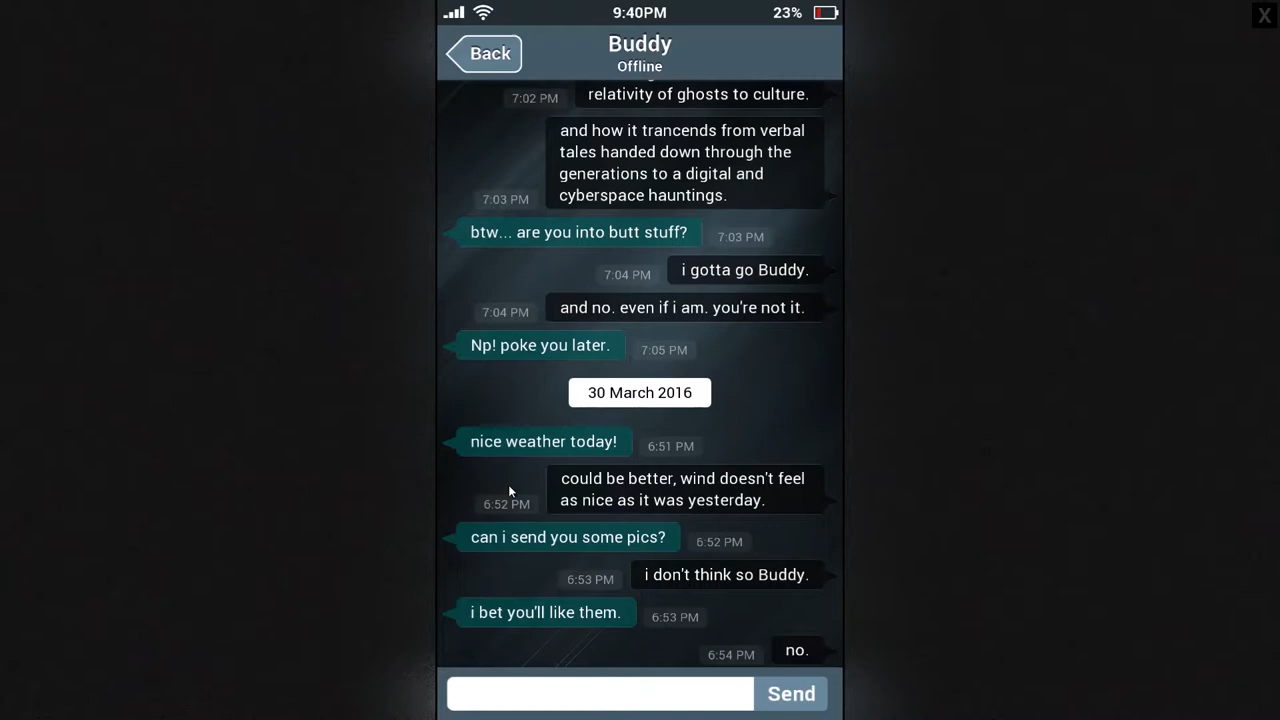 9:40PM
23%
X
Back
Buddy
Offline
relativity of ghosts to culture.
7:02 PM
and how it trancends from verbal
tales handed down through the
generations to a digital and
cyberspace hauntings.
7:03 PM
btw... are you into butt stuff?
7:03 PM
i gotta go Buddy.
7:04 PM
and no. even if i am. you're not it.
7:04 PM
Np! poke you later.
7:05 PM
30 March 2016
nice weather today!
6:51 PM
could be better, wind doesn't feel
as nice as it was yesterday.
6:52 PM
can i send you some pics?
6:52 PM
i don't think so Buddy.
6:53 PM
i bet you'll like them.
6:53 PM
no.
6:54 PM
Send